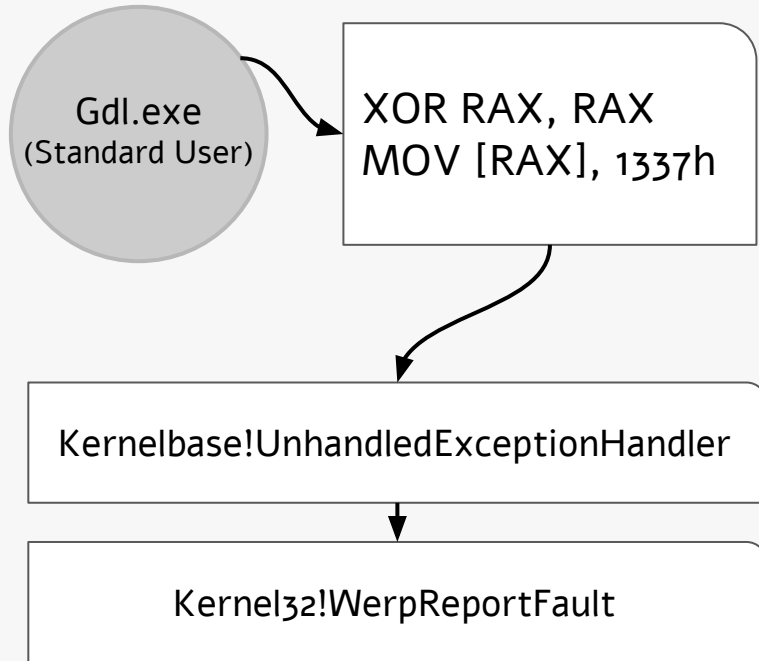 Gdl.exe
(Standard User)
XOR RAX, RAX
MOV [RAX], 1337h
Kernelbase!UnhandledExceptionHandler
Kernel32!WerpReportFault